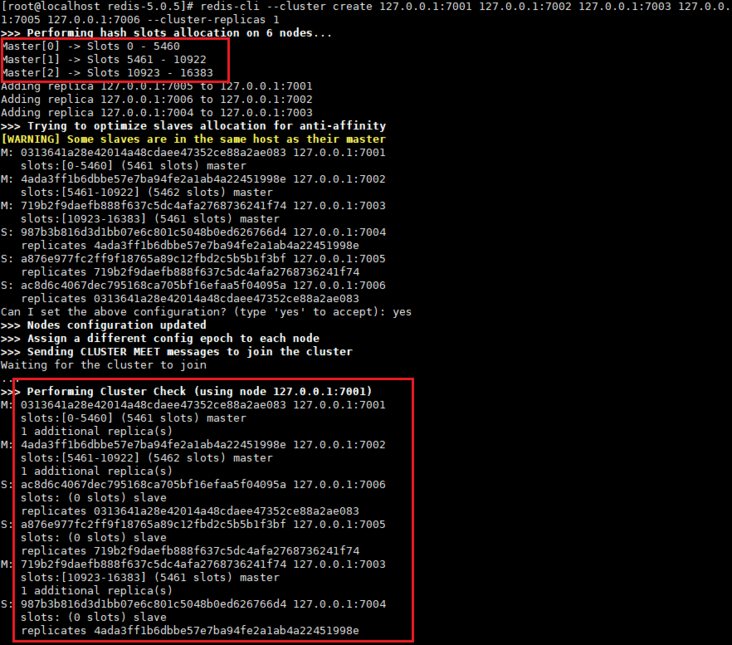 [root@localhost redis-5.0.5]# redis-cli --cluster create 127.0.0.1:7001 127.0.0.1:7002 127.0.0.1:7003 127.0.0.
1:7005 127.0.0.1:7006 --cluster-replicas 1
>>> Performing hash slots allocation on 6 nodes...
Master[0] -> Slots 0 - 5460
Master[1] -> Slots 5461 - 10922
Master[2] -> Slots 10923 - 16383
Adding replica 127.0.0.1:7005 to 127.0.0.1:7001
Adding replica 127.0.0.1:7006 to 127.0.0.1:7002
Adding replica 127.0.0.1:7004 to 127.0.0.1:7003
>>> Trying to optimize slaves allocation for anti-affinity
[WARNING] Some slaves are in the same host as their master
M: 0313641a28e42014a48cdaee47352ce88a2ae083 127.0.0.1:7001
slots:[0-5460] (5461 slots) master
M: 4ada3ff1b6dbbe57e7ba94fe2a1ab4a22451998e 127.0.0.1:7002
slots:[5461-10922] (5462 slots) master
M: 719b2f9daefb888f637c5dc4afa2768736241f74 127.0.0.1:7003
slots:[10923-16383] (5461 slots) master
S: 987b3b816d3d1bb07e6c801c5048b0ed626766d4 127.0.0.1:7004
replicates 4ada3ff1b6dbbe57e7ba94fe2a1ab4a22451998e
S: a876e977fc2ff9f18765a89c12fbd2c5b5b1f3bf 127.0.0.1:7005
replicates 719b2f9daefb888f637c5dc4afa2768736241f74
S: ac8d6c4067dec795168ca705bf16efaa5f04095a 127.0.0.1:7006
replicates 0313641a28e42014a48cdaee47352ce88a2ae083
Can I set the above configuration? (type 'yes' to accept): yes
>>> Nodes configuration updated
>>> Assign a different config epoch to each node
>>> Sending CLUSTER MEET messages to join the cluster
Waiting for the cluster to join
...
>>> Performing Cluster Check (using node 127.0.0.1:7001)
M: 0313641a28e42014a48cdaee47352ce88a2ae083 127.0.0.1:7001
slots:[0-5460] (5461 slots) master
1 additional replica(s)
M: 4ada3ff1b6dbbe57e7ba94fe2a1ab4a22451998e 127.0.0.1:7002
slots:[5461-10922] (5462 slots) master
1 additional replica(s)
S: ac8d6c4067dec795168ca705bf16efaa5f04095a 127.0.0.1:7006
slots: (0 slots) slave
replicates 0313641a28e42014a48cdaee47352ce88a2ae083
S: a876e977fc2ff9f18765a89c12fbd2c5b5b1f3bf 127.0.0.1:7005
slots: (0 slots) slave
replicates 719b2f9daefb888f637c5dc4afa2768736241f74
M: 719b2f9daefb888f637c5dc4afa2768736241f74 127.0.0.1:7003
slots:[10923-16383] (5461 slots) master
1 additional replica(s)
S: 987b3b816d3d1bb07e6c801c5048b0ed626766d4 127.0.0.1:7004
slots: (0 slots) slave
replicates 4ada3ff1b6dbbe57e7ba94fe2a1ab4a22451998e